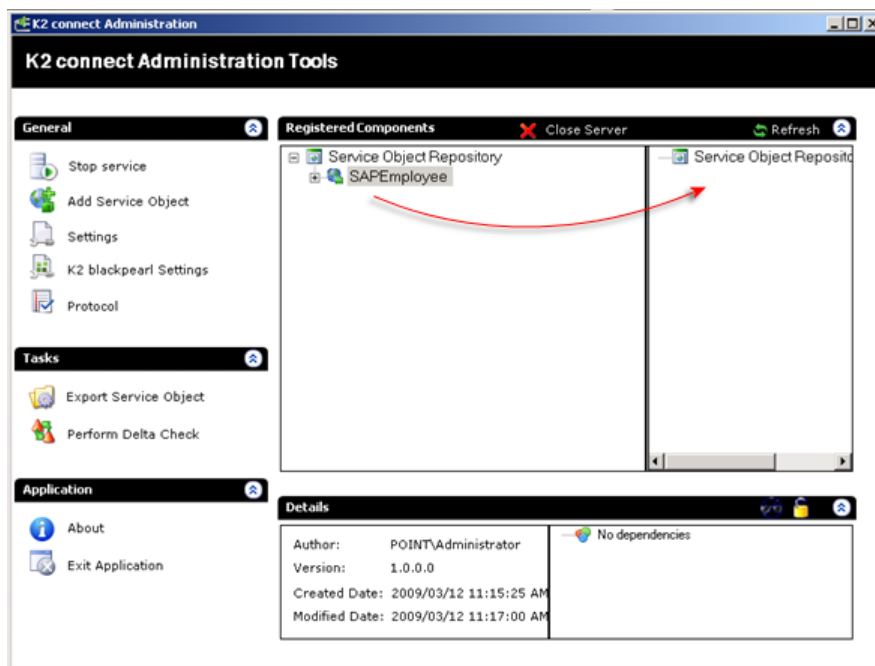 K2 connect Administration
K2 connect Administration Tools
General
Stop service
Add Service Object
Settings
K2 blackpearl Settings
Protocol
Tasks
Export Service Object
Perform Delta Check
Application
About
Exit Application
Registered Components
Close Server
Refresh
Service Object Repository
SAPEmployee
Service Object Reposito
Details
Author: POINT\Administrator
Version: 1.0.0.0
Created Date: 2009/03/12 11:15:25 AM
Modified Date: 2009/03/12 11:17:00 AM
No dependencies